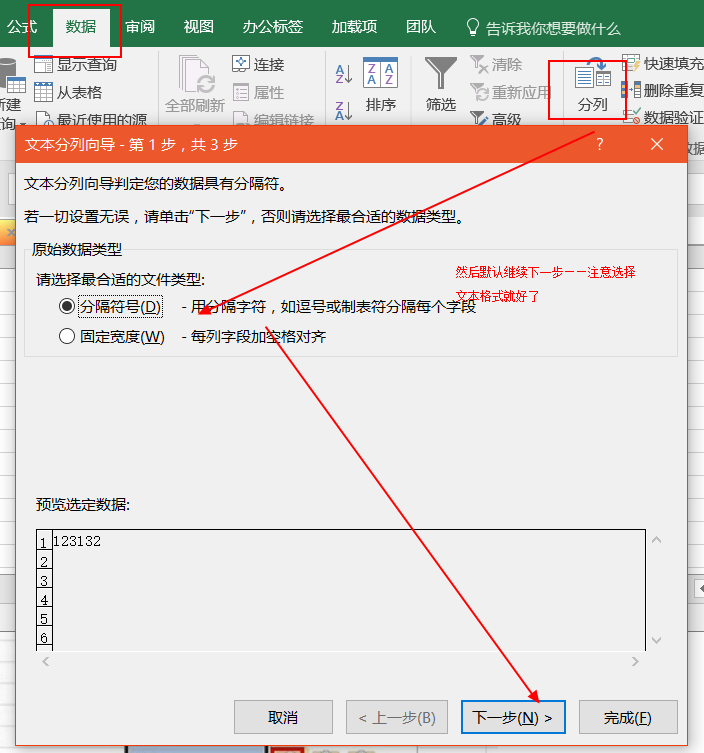 公式 数据 审阅 视图 办公标签 加载项 团队 告诉我你想要做什么
显示查询 连接 清除 快速填充
从表格 属性 重新应用 删除重复
新建 全部刷新 排序 筛选 分列
最近使用的源 编辑链接 高级 数据验证
文本分列向导 - 第 1 步，共 3 步 ? ×
文本分列向导判定您的数据具有分隔符。
若一切设置无误，请单击“下一步”，否则请选择最合适的数据类型。
原始数据类型
请选择最合适的文件类型:
然后默认继续下一步——注意选择
文本格式就好了
分隔符号(D) - 用分隔字符，如逗号或制表符分隔每个字段
固定宽度(W) - 每列字段加空格对齐
预览选定数据:
1 123132
2
3
4
5
6
取消 < 上一步(B) 下一步(N) > 完成(F)